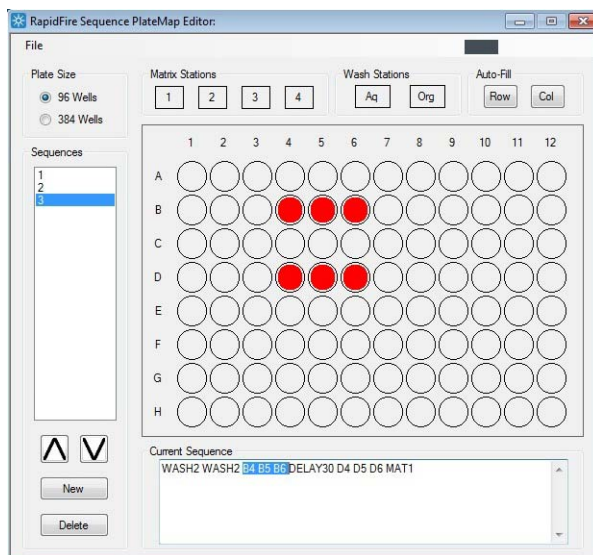 RapidFire Sequence PlateMap Editor:
File
Plate Size
96 Wells
384 Wells
Matrix Stations
1 2 3 4
Wash Stations
Aq Org
Auto-Fill
Row Col
Sequences
1
2
3
1 2 3 4 5 6 7 8 9 10 11 12
A
B
C
D
E
F
G
H
New
Delete
Current Sequence
WASH2 WASH2 B4 B5 B6 DELAY30 D4 D5 D6 MAT1